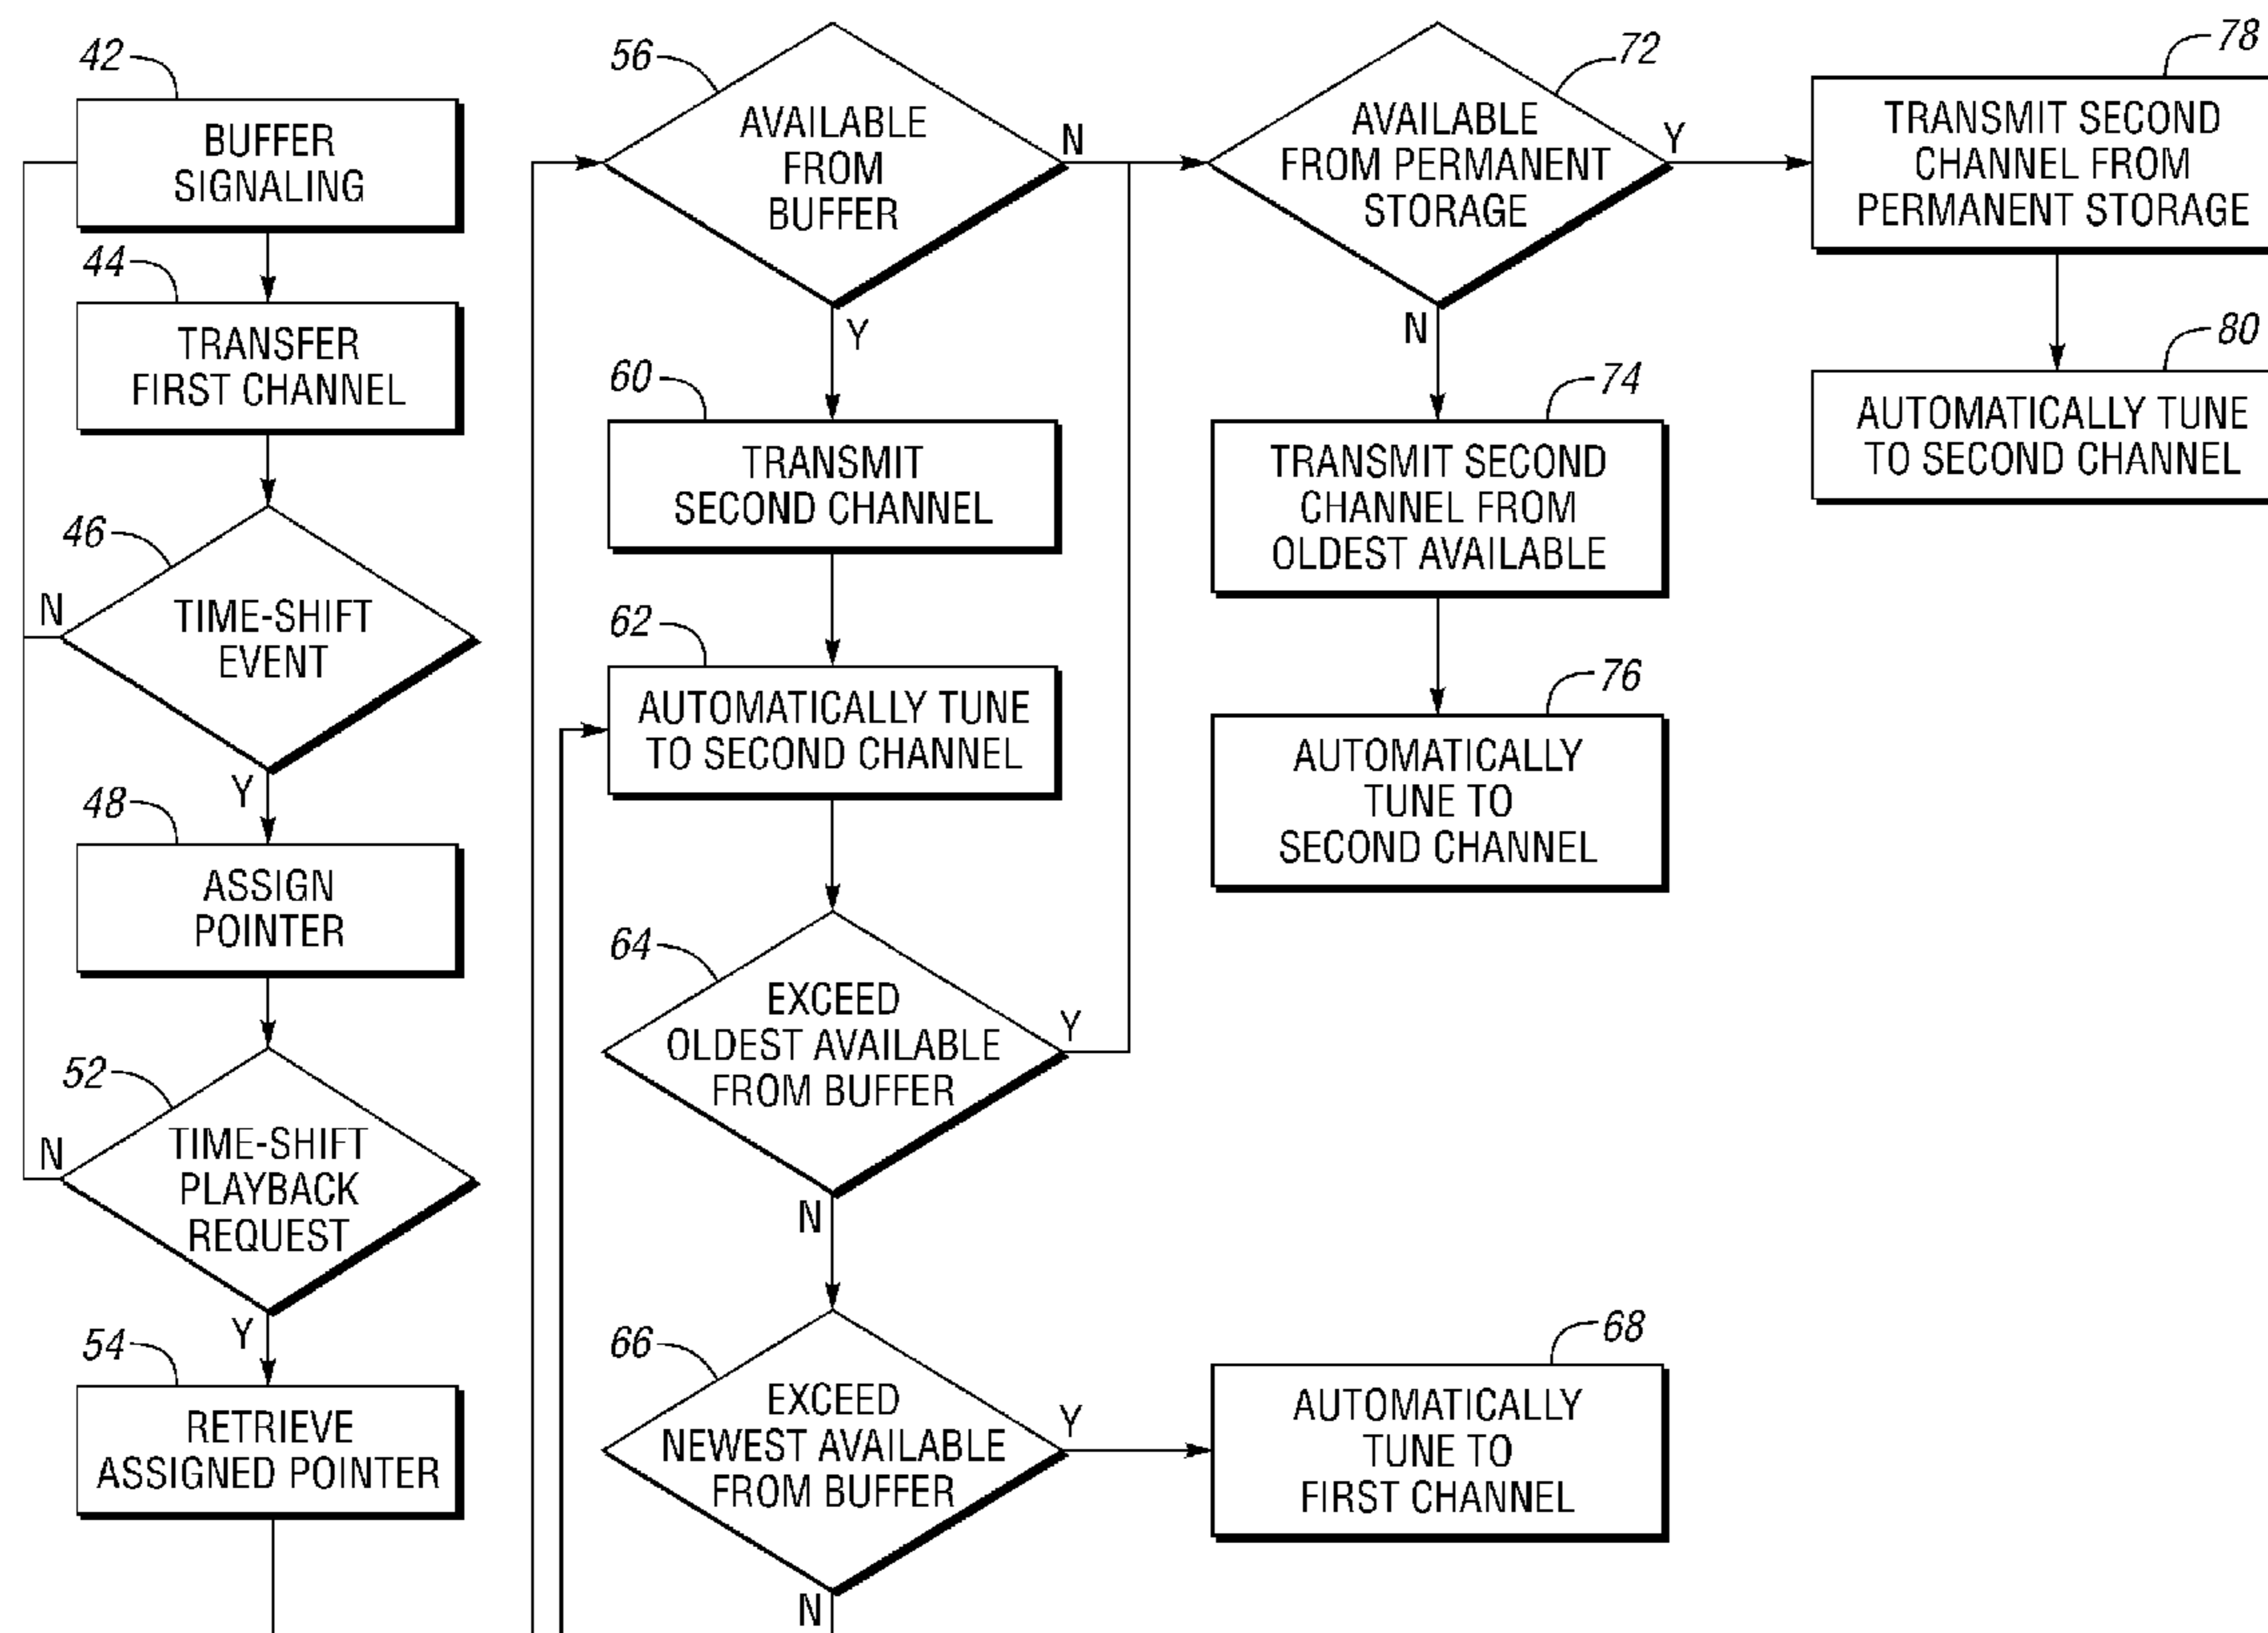 42
BUFFER
SIGNALING
44
TRANSFER
FIRST CHANNEL
46
TIME-SHIFT
EVENT
N
Y
48
ASSIGN
POINTER
52
TIME-SHIFT
PLAYBACK
REQUEST
N
Y
54
RETRIEVE
ASSIGNED POINTER
56
AVAILABLE
FROM
BUFFER
N
Y
60
TRANSMIT
SECOND CHANNEL
62
AUTOMATICALLY TUNE
TO SECOND CHANNEL
64
EXCEED
OLDEST AVAILABLE
FROM BUFFER
Y
N
66
EXCEED
NEWEST AVAILABLE
FROM BUFFER
Y
N
68
AUTOMATICALLY
TUNE TO
FIRST CHANNEL
72
AVAILABLE
FROM PERMANENT
STORAGE
Y
N
74
TRANSMIT SECOND
CHANNEL FROM
OLDEST AVAILABLE
76
AUTOMATICALLY
TUNE TO
SECOND CHANNEL
78
TRANSMIT SECOND
CHANNEL FROM
PERMANENT STORAGE
80
AUTOMATICALLY TUNE
TO SECOND CHANNEL